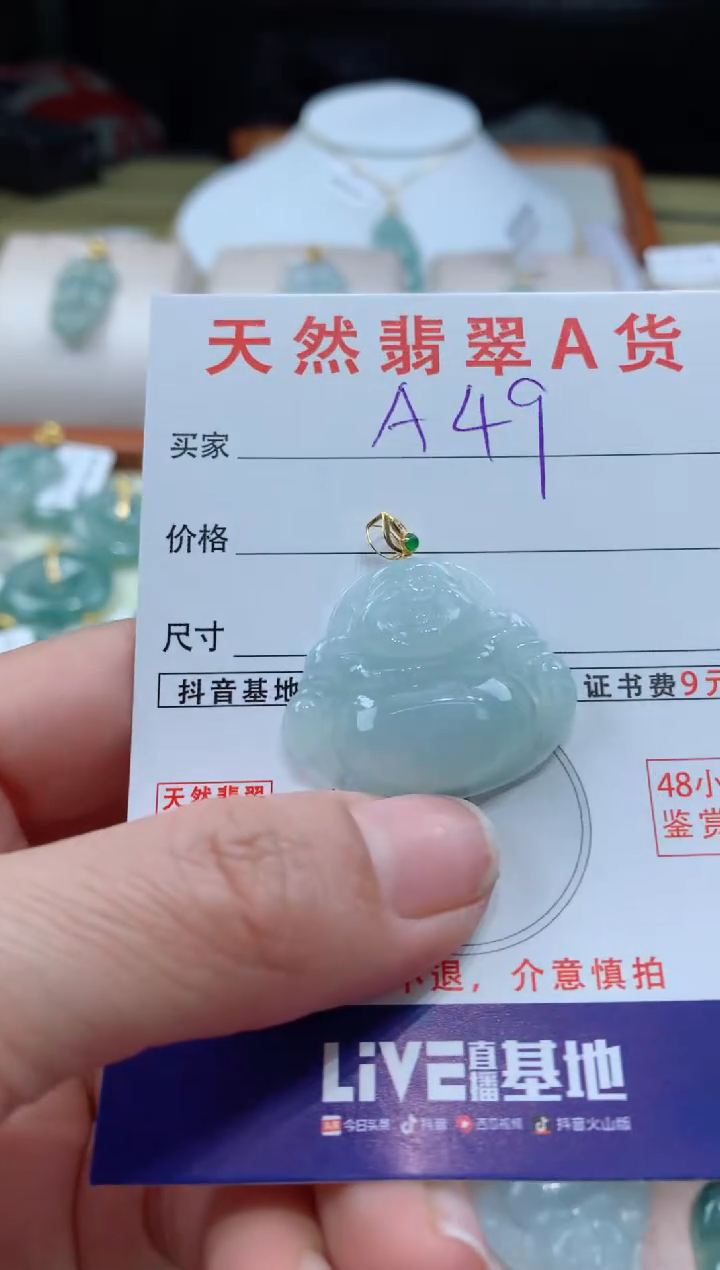 天然翡翠A货
买家 A49
价格
尺寸
抖音基地 证书费9元
天然翡翠
48小
鉴赏
不退，介意慎拍
LiVE直播基地
今日头条 抖音 西瓜视频 抖音火山版